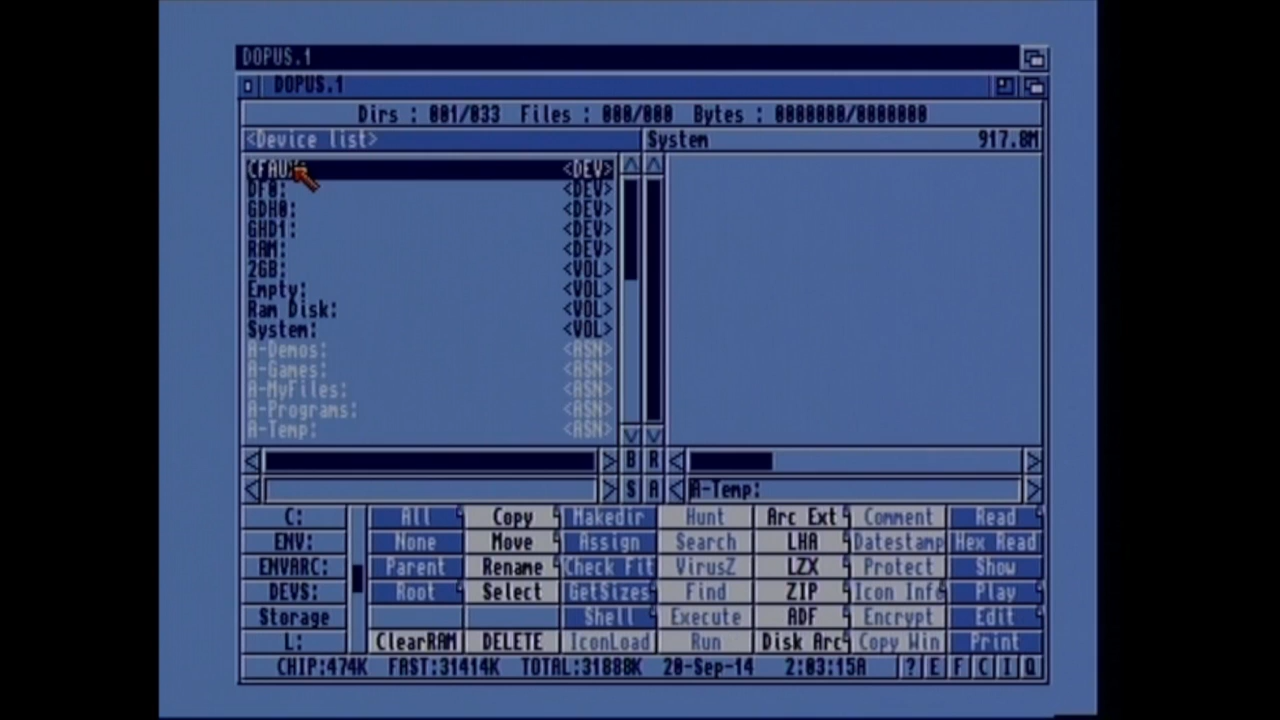 DOPUS.1
DOPUS.1
Dirs : 001/033 Files : 000/000 Bytes : 0000000/0000000
<Device list> System 917.8M
<DEV>
DF0: <DEV>
GDH0: <DEV>
GHD1: <DEV>
RAM: <DEV>
2GB: <VOL>
Empty: <VOL>
Ram Disk: <VOL>
System: <VOL>
A-Demos: <ASN>
A-Games: <ASN>
A-MyFiles: <ASN>
A-Programs: <ASN>
A-Temp: <ASN>
B R
S A A-Temp:
C: All Copy Makedir Hunt Arc Ext Comment Read
ENV: None Move Assign Search LHA Datestamp Hex Read
ENVARC: Parent Rename Check Fit VirusZ LZX Protect Show
DEVS: Root Select GetSizes Find ZIP Icon Info Play
Storage Shell Execute ADF Encrypt Edit
L: ClearRAM DELETE IconLoad Run Disk Arc Copy Win Print
CHIP:474K FAST:31414K TOTAL:31888K 20-Sep-14 2:03:15A ? E F C I Q